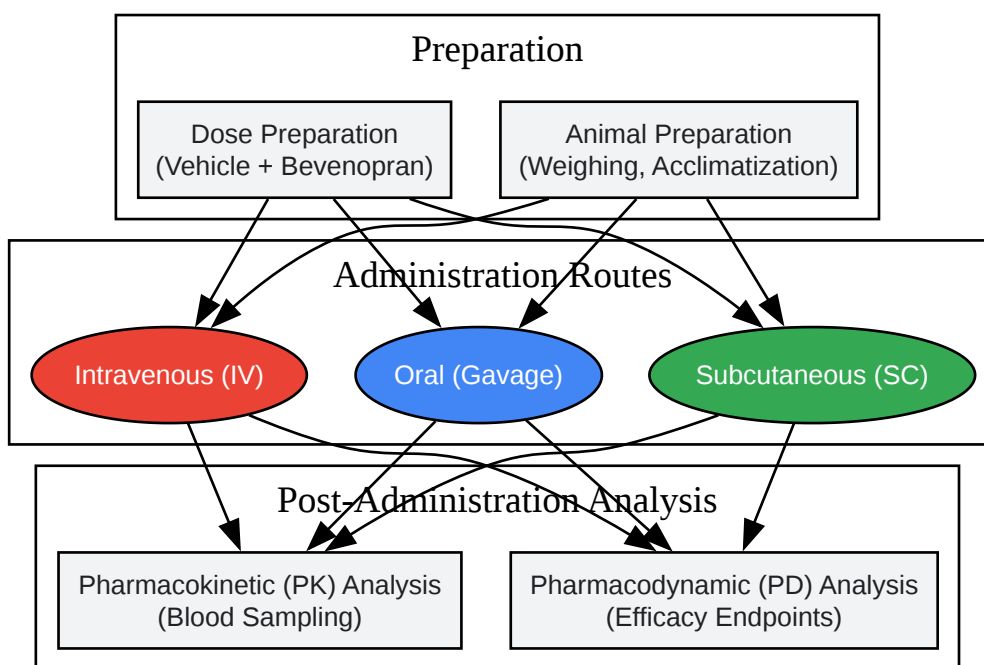 Preparation
Dose Preparation
(Vehicle + Bevenopran)
Animal Preparation
(Weighing, Acclimatization)
Administration Routes
Intravenous (IV)
Oral (Gavage)
Subcutaneous (SC)
Post-Administration Analysis
Pharmacokinetic (PK) Analysis
(Blood Sampling)
Pharmacodynamic (PD) Analysis
(Efficacy Endpoints)